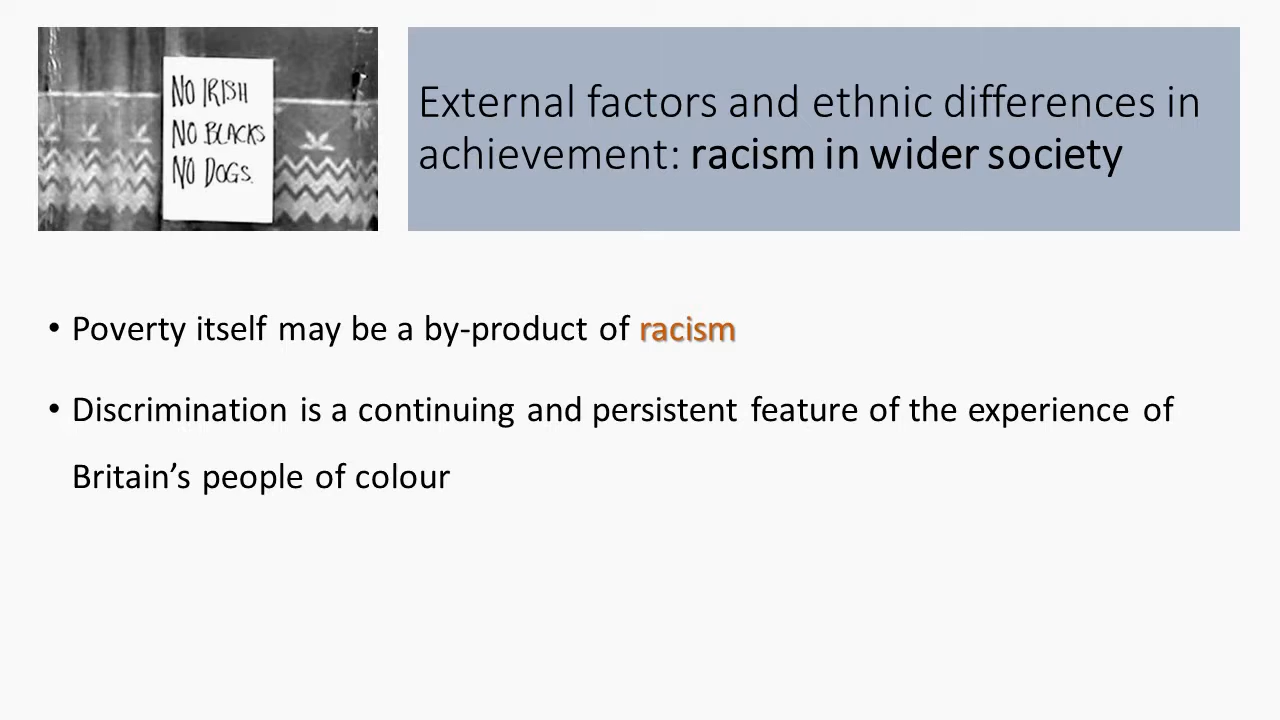 NO IRISH
NO BLACKS
NO DOGS.
External factors and ethnic differences in
achievement: racism in wider society
• Poverty itself may be a by-product of racism
• Discrimination is a continuing and persistent feature of the experience of
Britain’s people of colour